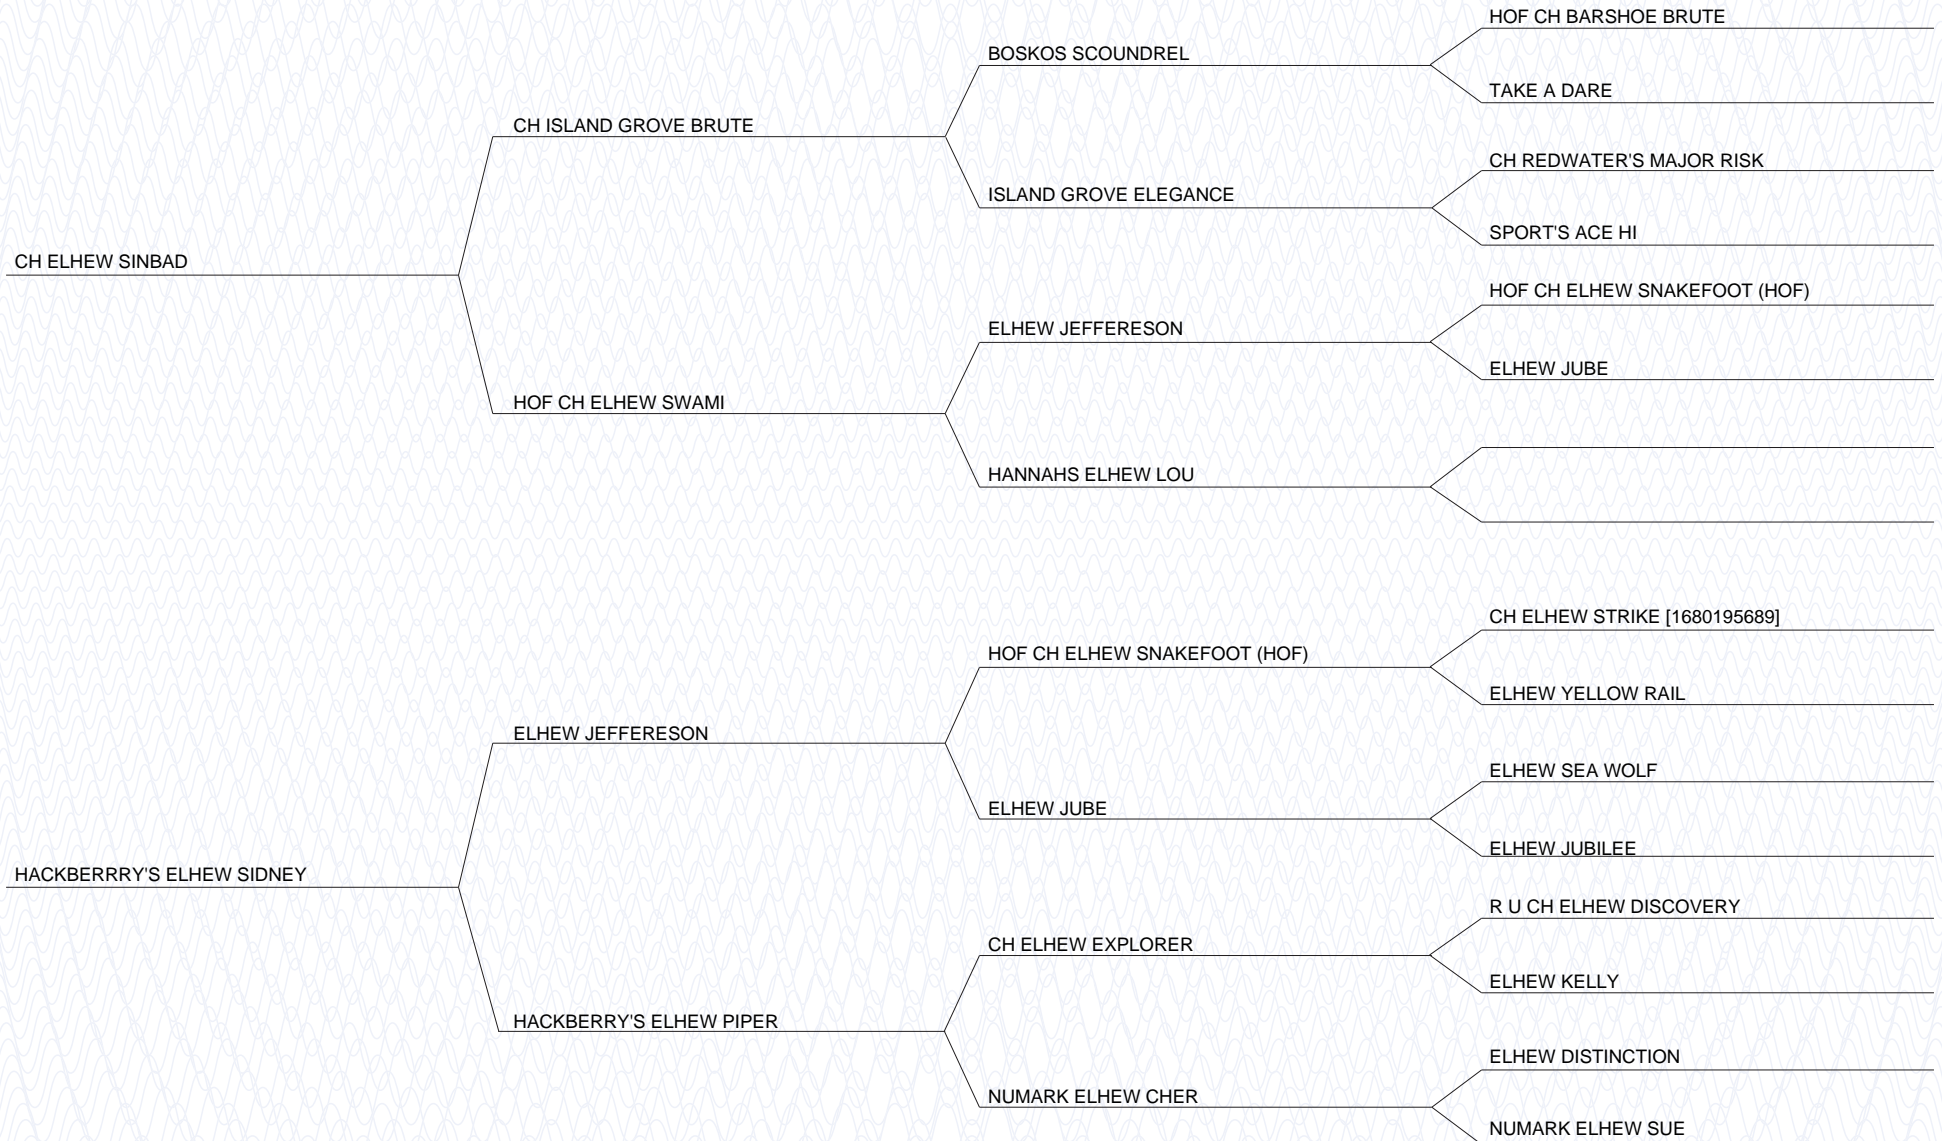 HOF CH BARSHOE BRUTE
BOSKOS SCOUNDREL
TAKE A DARE
CH ISLAND GROVE BRUTE
CH REDWATER'S MAJOR RISK
ISLAND GROVE ELEGANCE
SPORT'S ACE HI
CH ELHEW SINBAD
HOF CH ELHEW SNAKEFOOT (HOF)
ELHEW JEFFERESON
ELHEW JUBE
HOF CH ELHEW SWAMI
HANNAHS ELHEW LOU
CH ELHEW STRIKE [1680195689]
HOF CH ELHEW SNAKEFOOT (HOF)
ELHEW YELLOW RAIL
ELHEW JEFFERESON
ELHEW SEA WOLF
ELHEW JUBE
ELHEW JUBILEE
HACKBERRRY'S ELHEW SIDNEY
R U CH ELHEW DISCOVERY
CH ELHEW EXPLORER
ELHEW KELLY
HACKBERRY'S ELHEW PIPER
ELHEW DISTINCTION
NUMARK ELHEW CHER
NUMARK ELHEW SUE